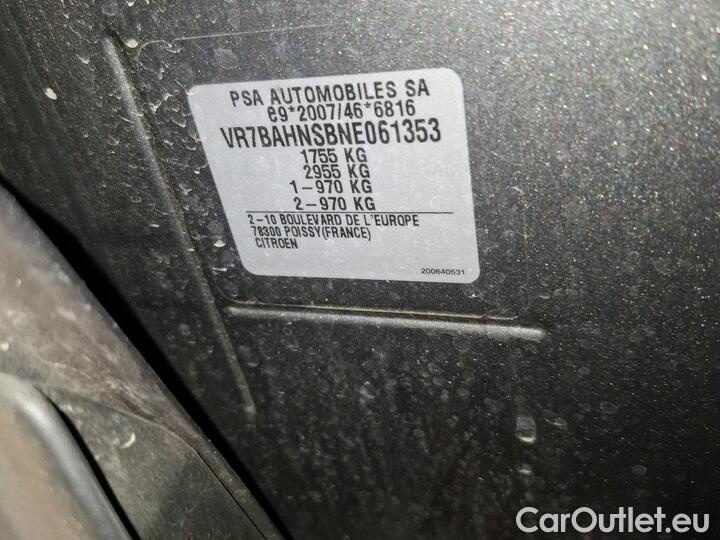 PSA AUTOMOBILES SA
e9*2007/46*6816
VR7BAHNSBNE061353
1755 KG
2955 KG
1-970 KG
2-970 KG
2-10 BOULEVARD DE L'EUROPE
78300 POISSY(FRANCE)
CITROEN
200640531
CarOutlet.eu